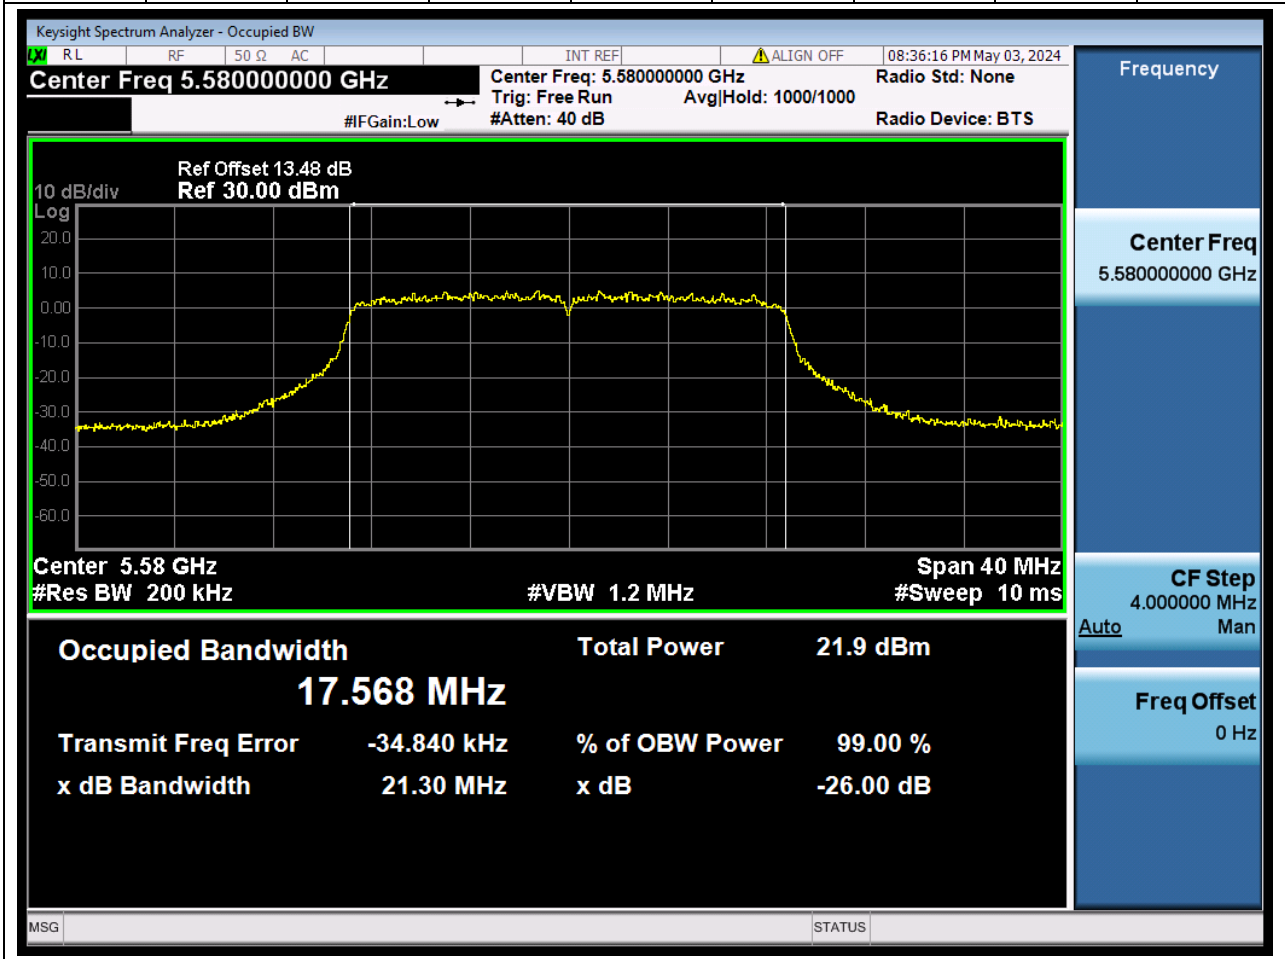 Keysight Spectrum Analyzer - Occupied BW
LXI RL RF 50 Ω AC INT REF ALIGN OFF 08:36:16 PM May 03, 2024
Center Freq 5.580000000 GHz
Center Freq: 5.580000000 GHz Radio Std: None
Trig: Free Run Avg|Hold: 1000/1000
#IFGain:Low #Atten: 40 dB Radio Device: BTS
Ref Offset 13.48 dB
10 dB/div Ref 30.00 dBm
Log
20.0
10.0
0.00
-10.0
-20.0
-30.0
-40.0
-50.0
-60.0
Center 5.58 GHz Span 40 MHz
#Res BW 200 kHz #VBW 1.2 MHz #Sweep 10 ms
Occupied Bandwidth Total Power 21.9 dBm
17.568 MHz
Transmit Freq Error -34.840 kHz % of OBW Power 99.00 %
x dB Bandwidth 21.30 MHz x dB -26.00 dB
Frequency
Center Freq
5.580000000 GHz
CF Step
4.000000 MHz
Auto Man
Freq Offset
0 Hz
MSG STATUS